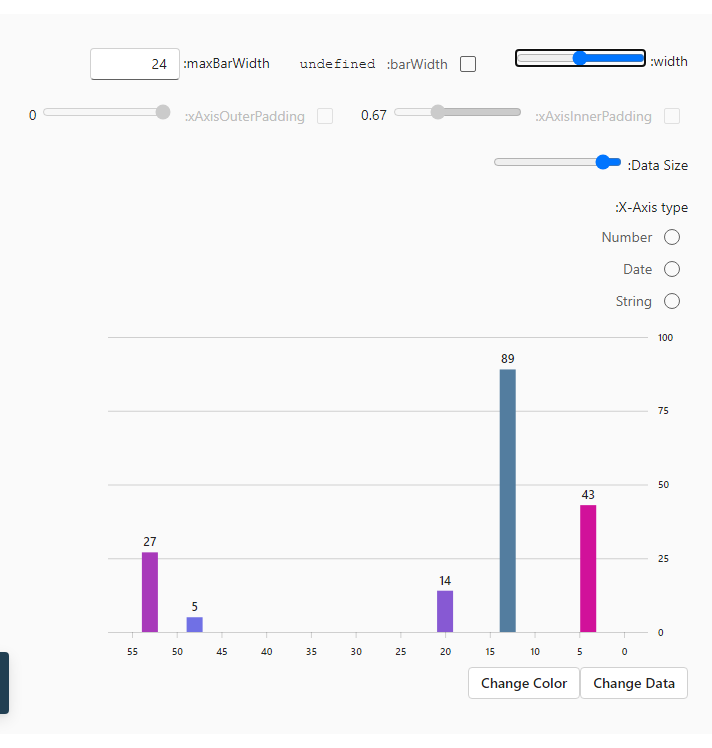 width:
barWidth: undefined
maxBarWidth: 24
xAxisInnerPadding: 0.67
xAxisOuterPadding: 0
Data Size:
X-Axis type:
Number
Date
String
100
89
75
50
43
27
25
14
5
0
55 50 45 40 35 30 25 20 15 10 5 0
Change Color Change Data